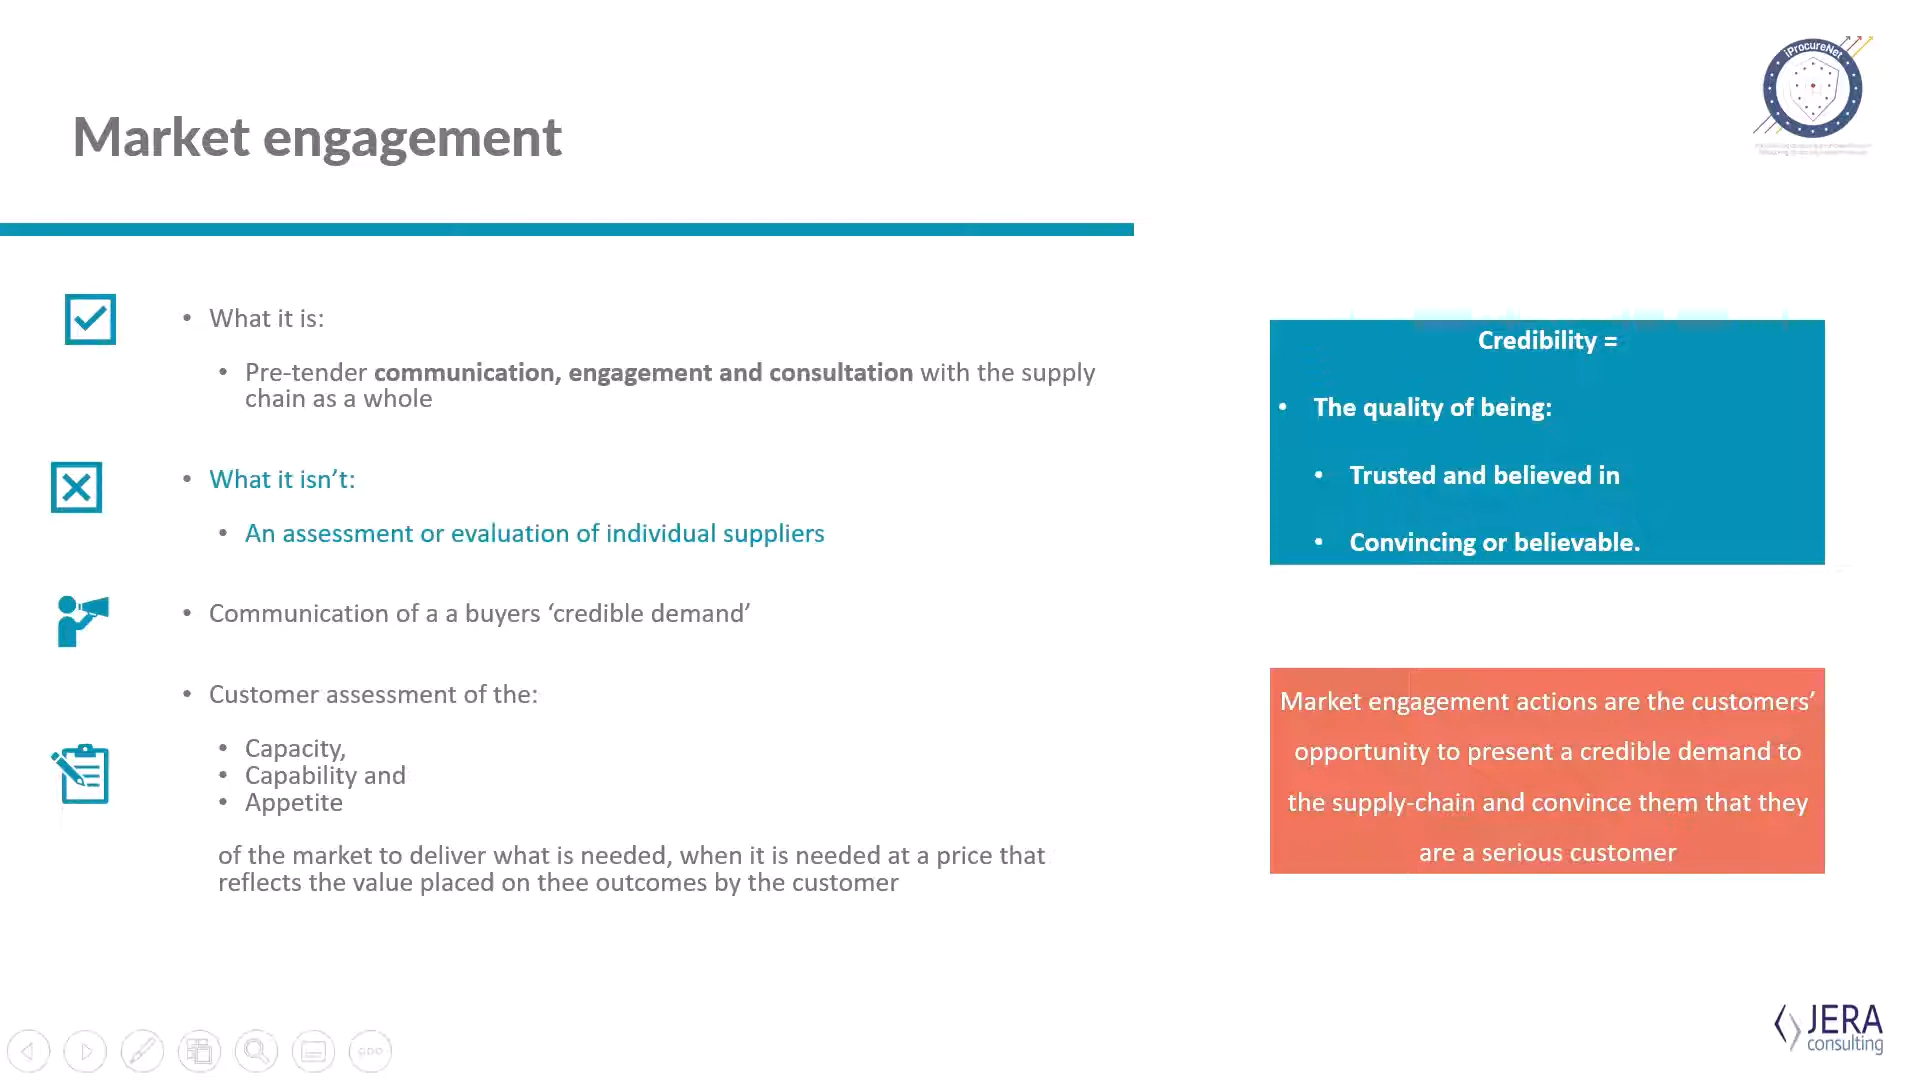 iProcureNet
Market engagement
• What it is:
• Pre-tender communication, engagement and consultation with the supply
chain as a whole
• What it isn’t:
• An assessment or evaluation of individual suppliers
• Communication of a a buyers ‘credible demand’
• Customer assessment of the:
• Capacity,
• Capability and
• Appetite
of the market to deliver what is needed, when it is needed at a price that
reflects the value placed on thee outcomes by the customer
Credibility =
• The quality of being:
• Trusted and believed in
• Convincing or believable.
Market engagement actions are the customers’
opportunity to present a credible demand to
the supply-chain and convince them that they
are a serious customer
JERA
consulting